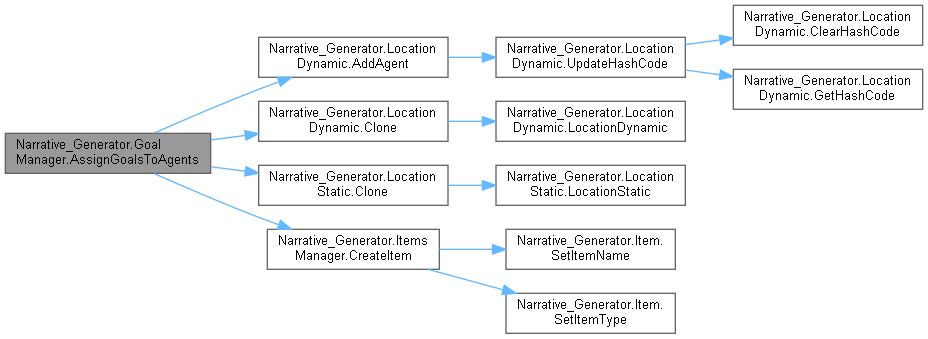 Narrative_Generator.Goal
Manager.AssignGoalsToAgents
Narrative_Generator.Location
Dynamic.AddAgent
Narrative_Generator.Location
Dynamic.UpdateHashCode
Narrative_Generator.Location
Dynamic.ClearHashCode
Narrative_Generator.Location
Dynamic.GetHashCode
Narrative_Generator.Location
Dynamic.Clone
Narrative_Generator.Location
Dynamic.LocationDynamic
Narrative_Generator.Location
Static.Clone
Narrative_Generator.Location
Static.LocationStatic
Narrative_Generator.Items
Manager.CreateItem
Narrative_Generator.Item.
SetItemName
Narrative_Generator.Item.
SetItemType